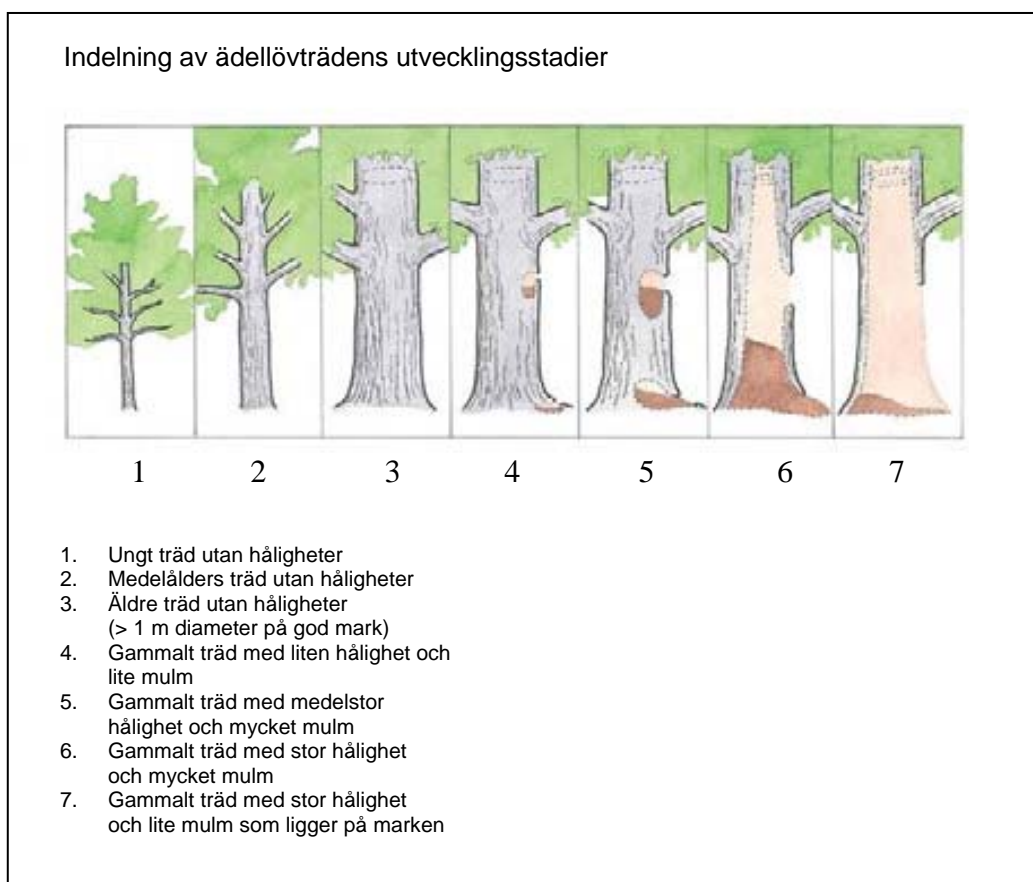 Indelning av ädellövträdens utvecklingsstadier
1 2 3 4 5 6 7
1. Ungt träd utan håligheter
2. Medelålders träd utan håligheter
3. Äldre träd utan håligheter
(> 1 m diameter på god mark)
4. Gammalt träd med liten hålighet och
lite mulm
5. Gammalt träd med medelstor
hålighet och mycket mulm
6. Gammalt träd med stor hålighet
och mycket mulm
7. Gammalt träd med stor hålighet
och lite mulm som ligger på marken